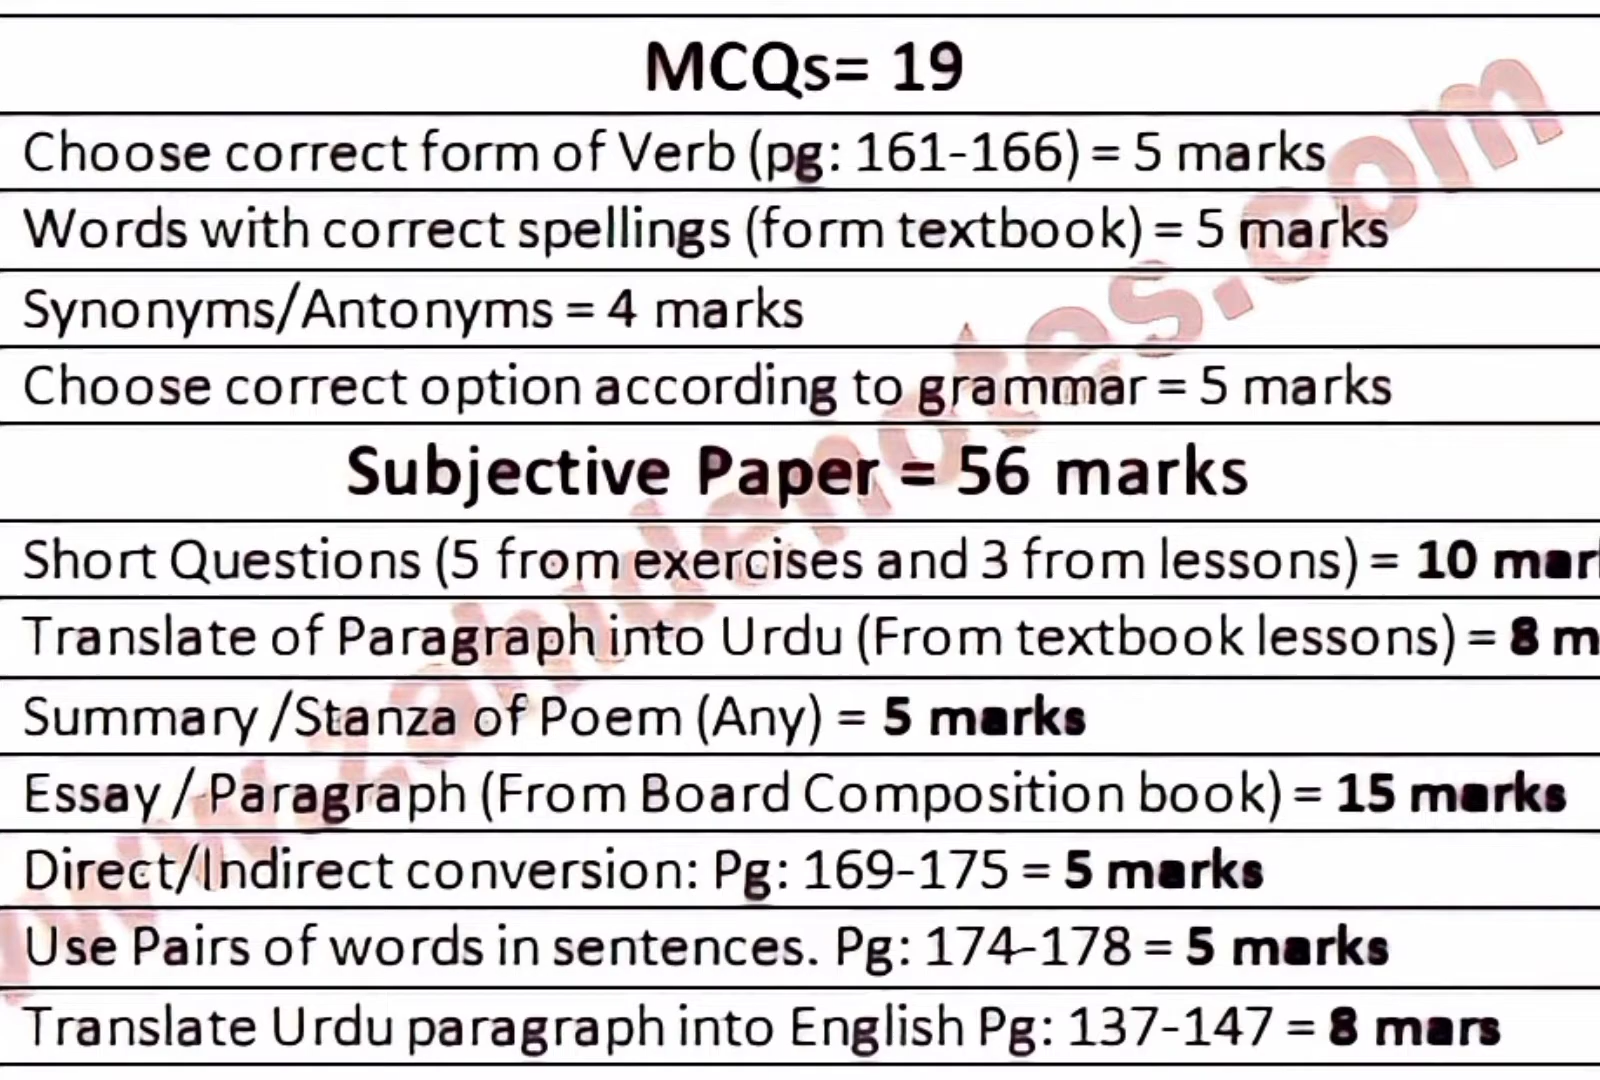 MCQs= 19
Choose correct form of Verb (pg: 161-166) = 5 marks
Words with correct spellings (form textbook) = 5 marks
Synonyms/Antonyms = 4 marks
Choose correct option according to grammar = 5 marks
Subjective Paper = 56 marks
Short Questions (5 from exercises and 3 from lessons) = 10 mar
Translate of Paragraph into Urdu (From textbook lessons) = 8 m
Summary /Stanza of Poem (Any) = 5 marks
Essay / Paragraph (From Board Composition book) = 15 marks
Direct/Indirect conversion: Pg: 169-175 = 5 marks
Use Pairs of words in sentences. Pg: 174-178 = 5 marks
Translate Urdu paragraph into English Pg: 137-147 = 8 mars
www.zahidenotes.com